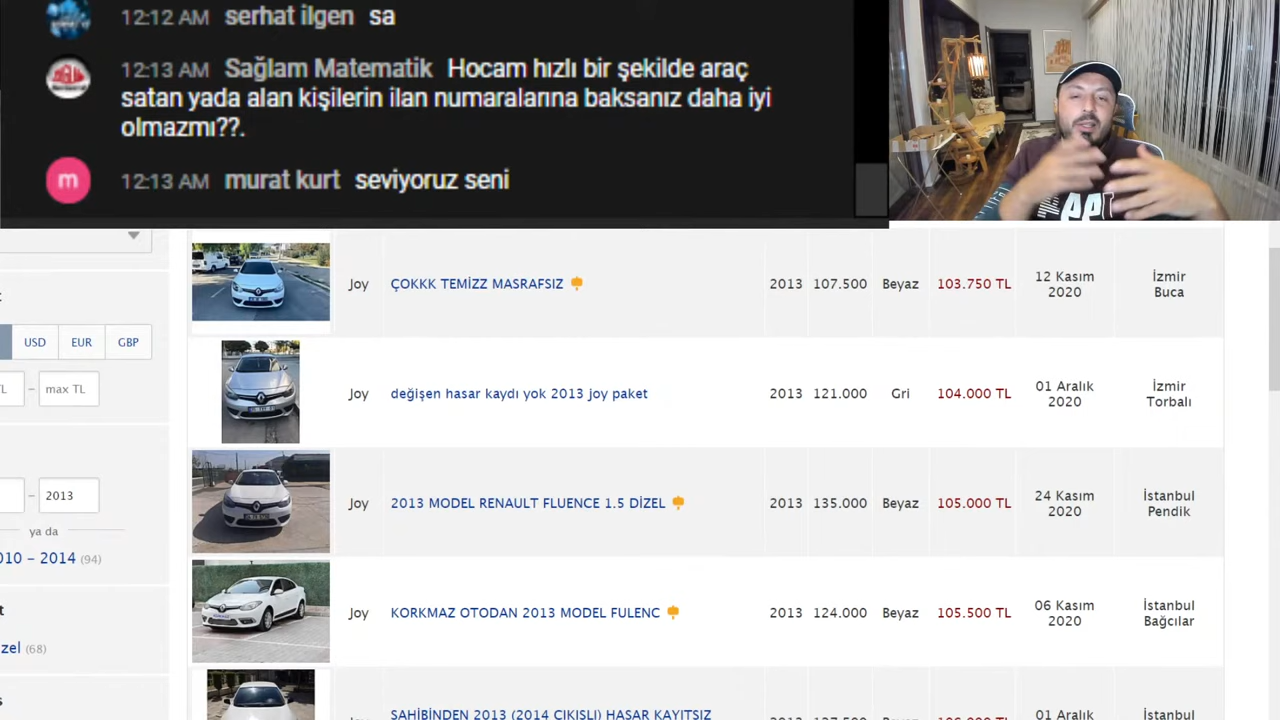 12:12 AM serhat ilgen sa
12:13 AM Sağlam Matematik Hocam hızlı bir şekilde araç
satan yada alan kişilerin ilan numaralarına baksanız daha iyi
olmazmı??.
m 12:13 AM murat kurt seviyoruz seni
USD EUR GBP
TL – max TL
– 2013
ya da
010 – 2014 (94)
zel (68)
Joy ÇOKKK TEMİZZ MASRAFSIZ 2013 107.500 Beyaz 103.750 TL 12 Kasım 2020 İzmir Buca
Joy değişen hasar kaydı yok 2013 joy paket 2013 121.000 Gri 104.000 TL 01 Aralık 2020 İzmir Torbalı
Joy 2013 MODEL RENAULT FLUENCE 1.5 DİZEL 2013 135.000 Beyaz 105.000 TL 24 Kasım 2020 İstanbul Pendik
Joy KORKMAZ OTODAN 2013 MODEL FULENC 2013 124.000 Beyaz 105.500 TL 06 Kasım 2020 İstanbul Bağcılar
Joy SAHİBİNDEN 2013 (2014 ÇIKIŞLI) HASAR KAYITSIZ 2013 Beyaz 01 Aralık İstanbul